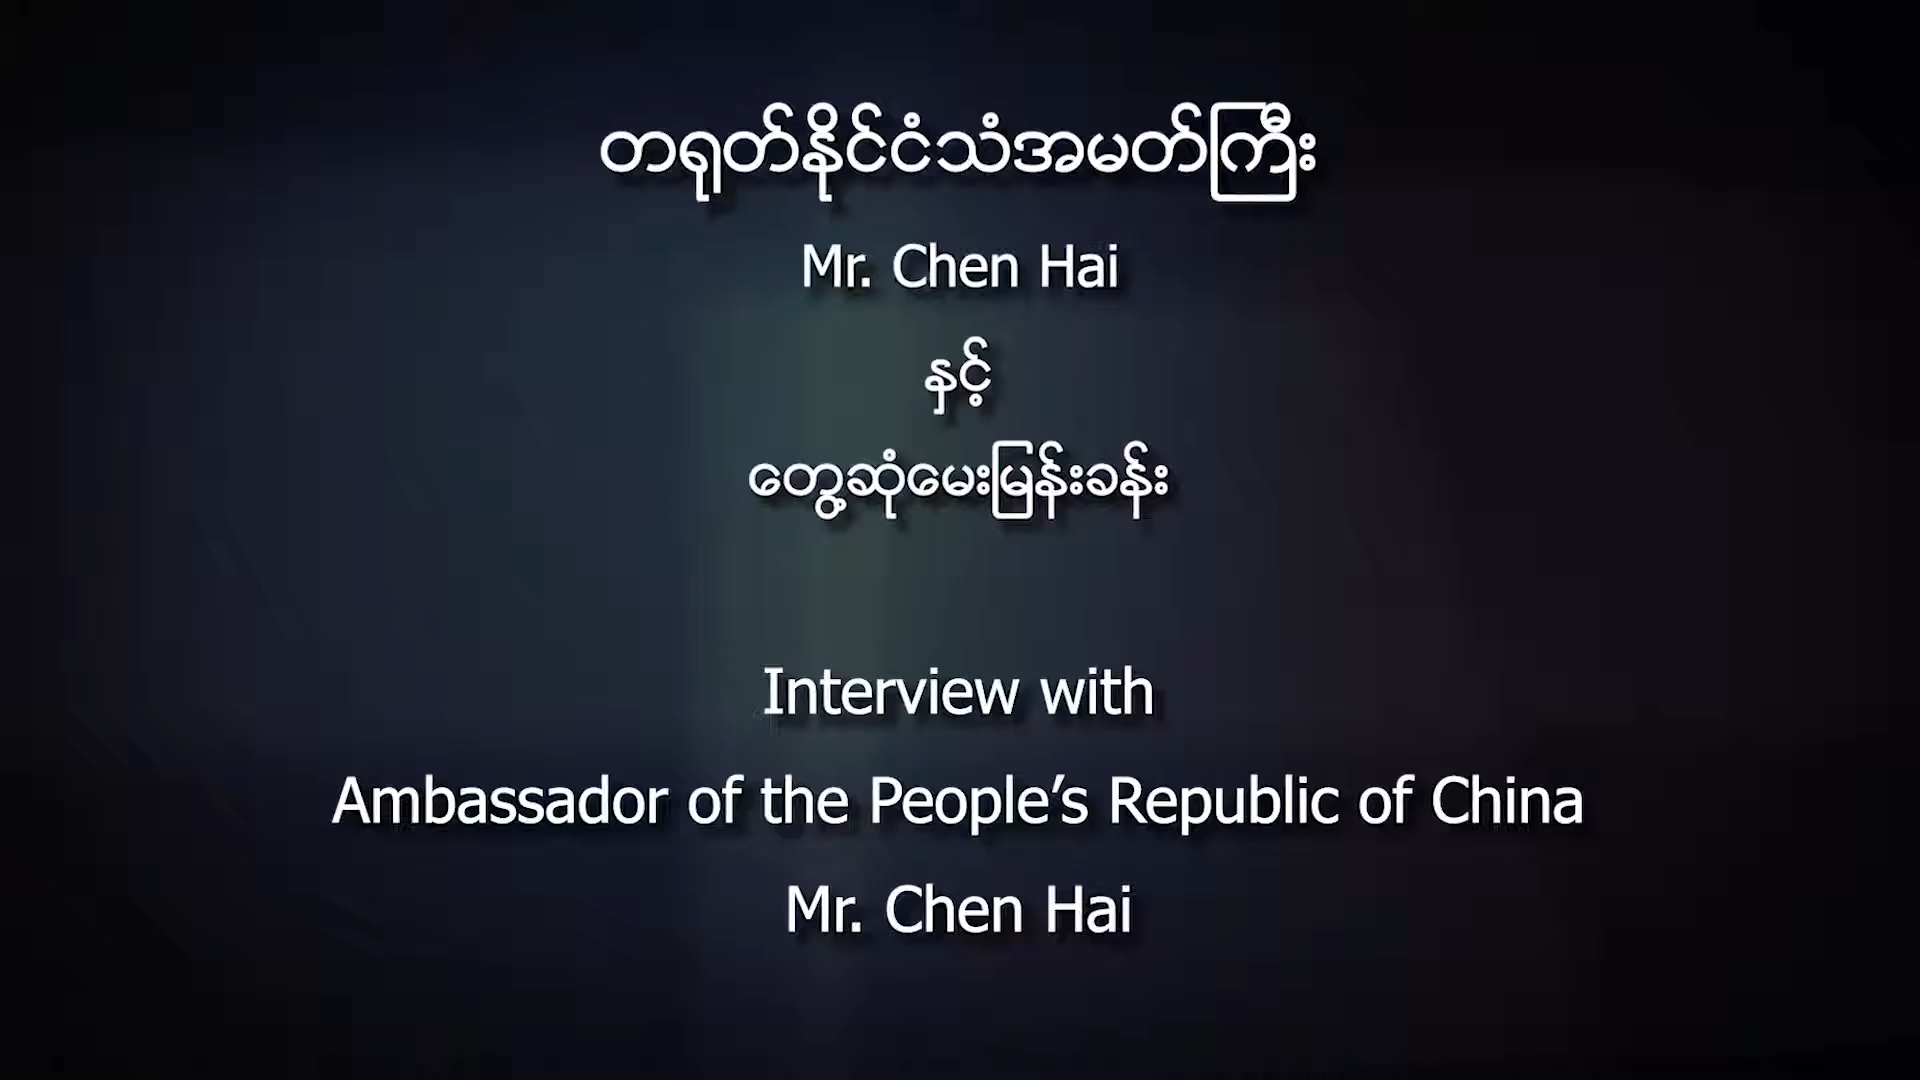 တရုတ်နိုင်ငံသံအမတ်ကြီး
Mr. Chen Hai
နှင့်
တွေ့ဆုံမေးမြန်းခန်း
Interview with
Ambassador of the People’s Republic of China
Mr. Chen Hai